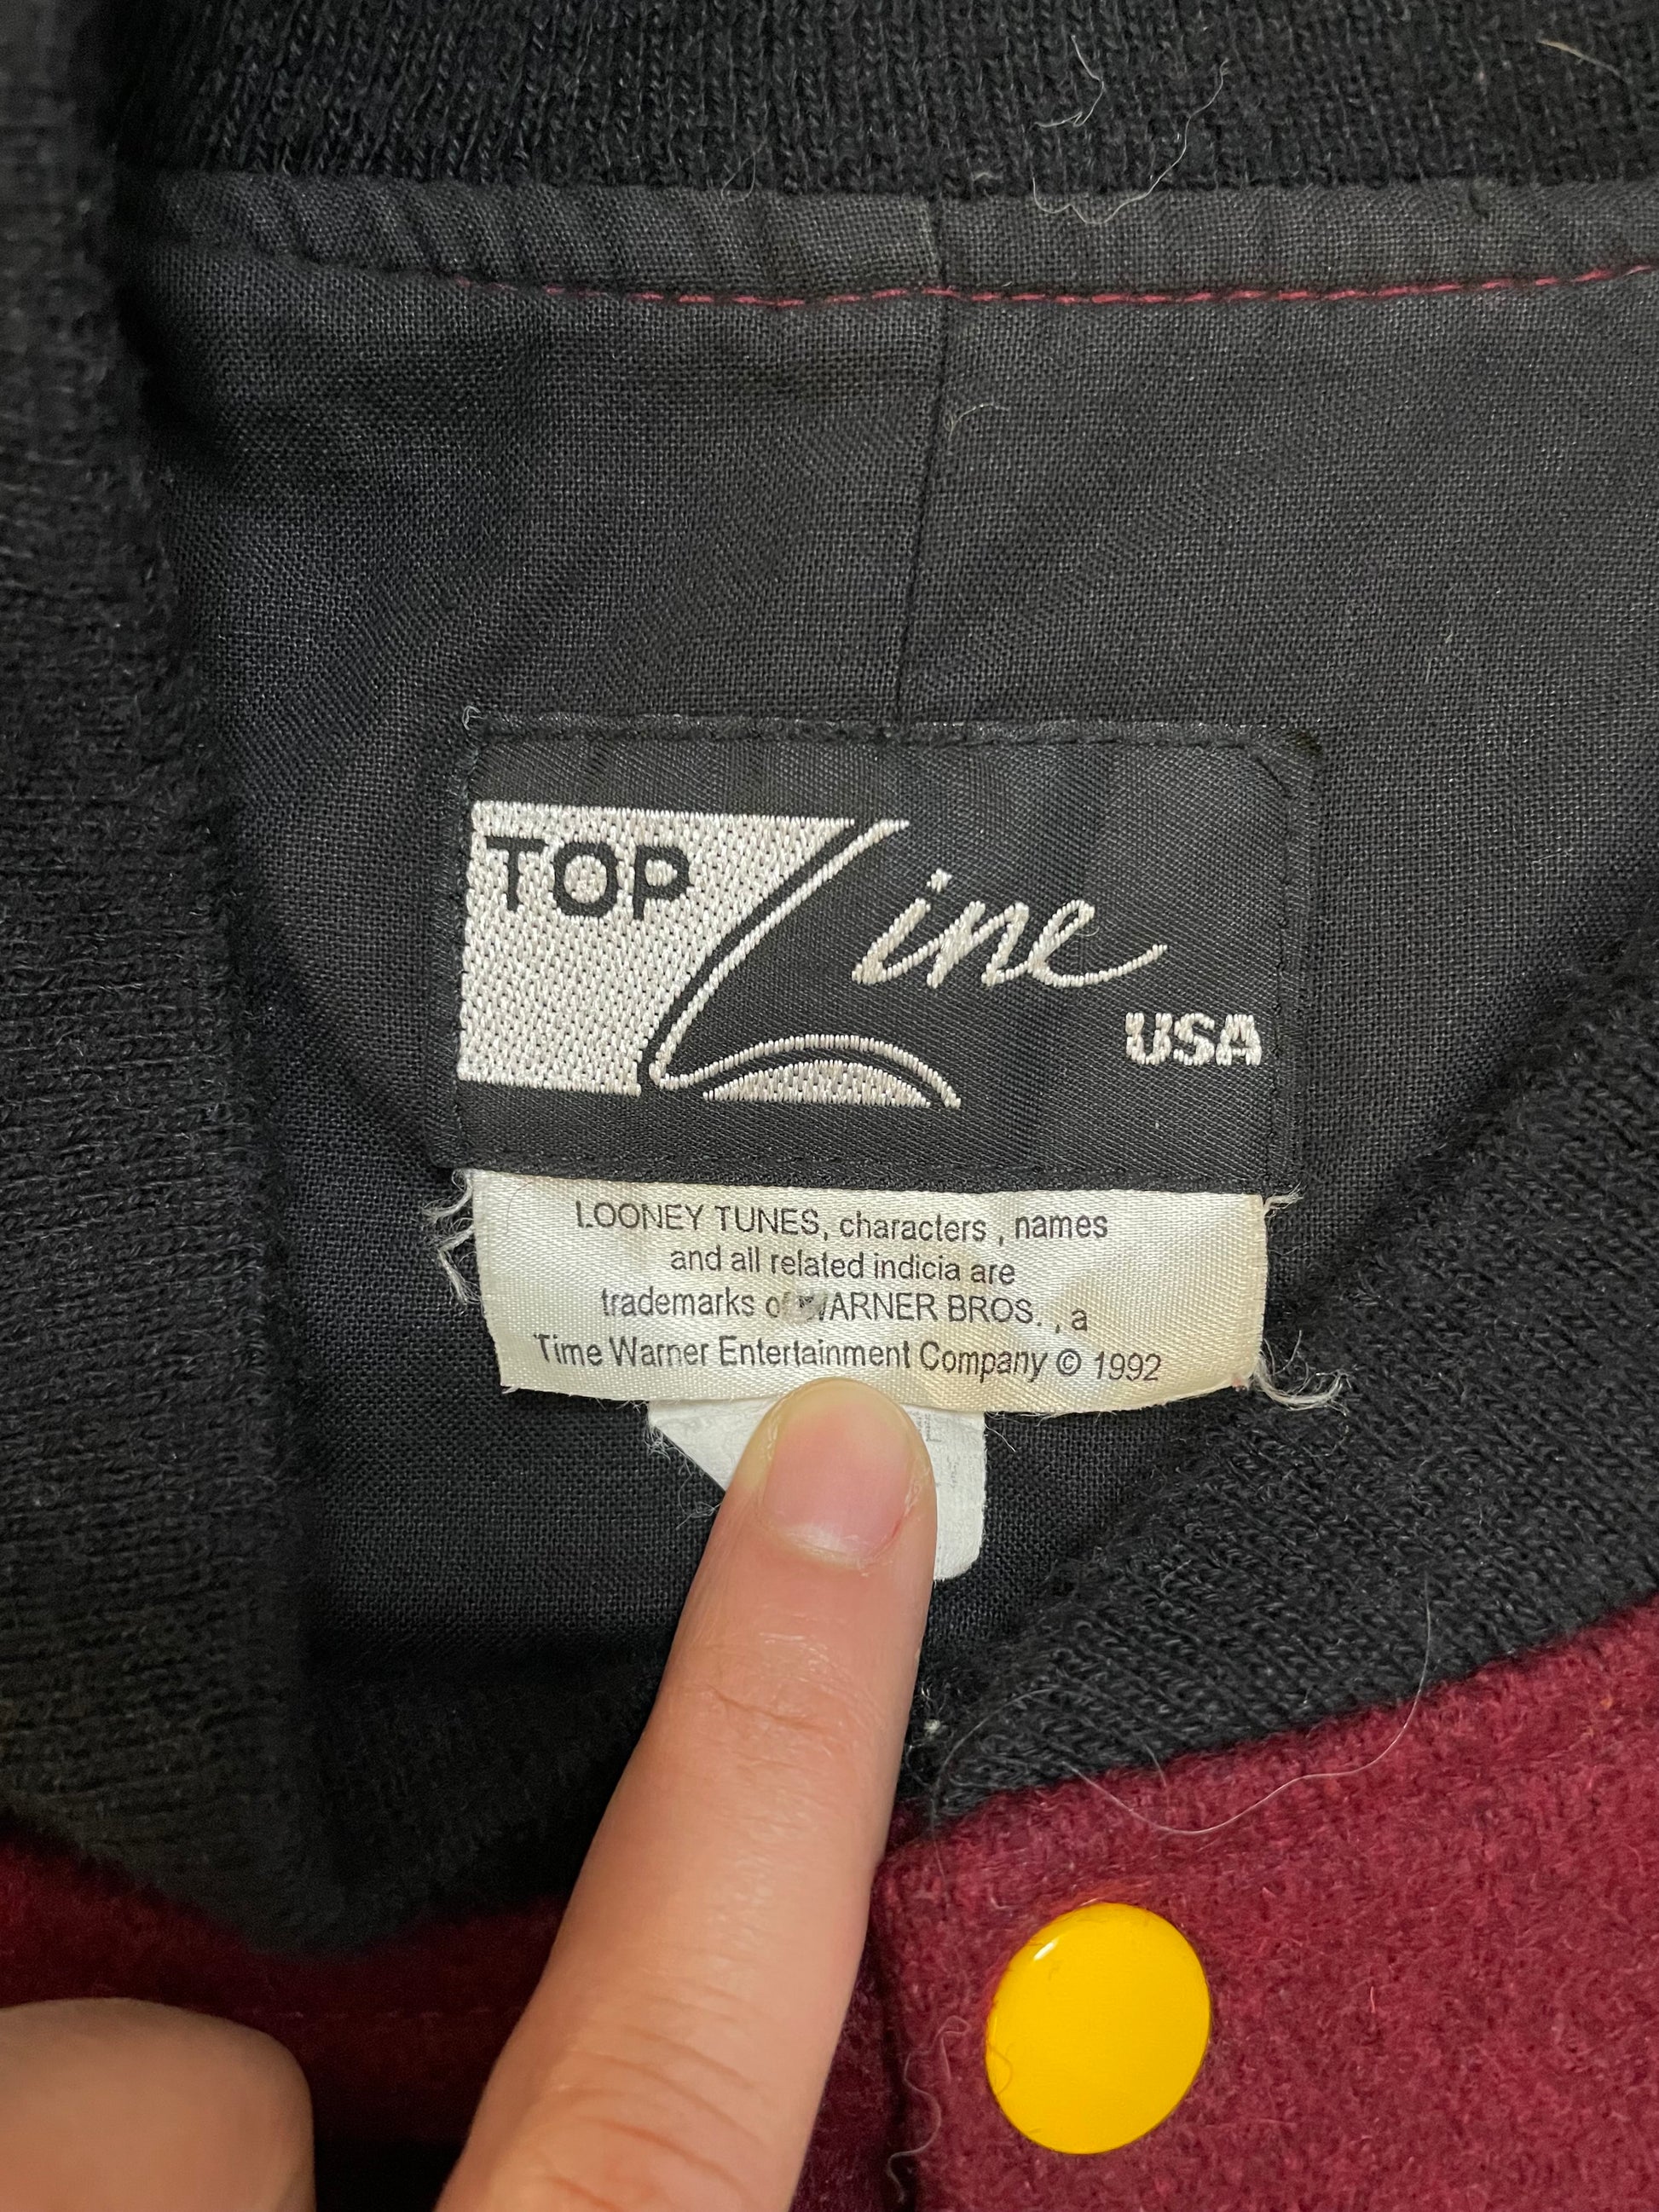 TOP Line
USA
LOONEY TUNES, characters , names
and all related indicia are
trademarks of WARNER BROS. , a
Time Warner Entertainment Company © 1992